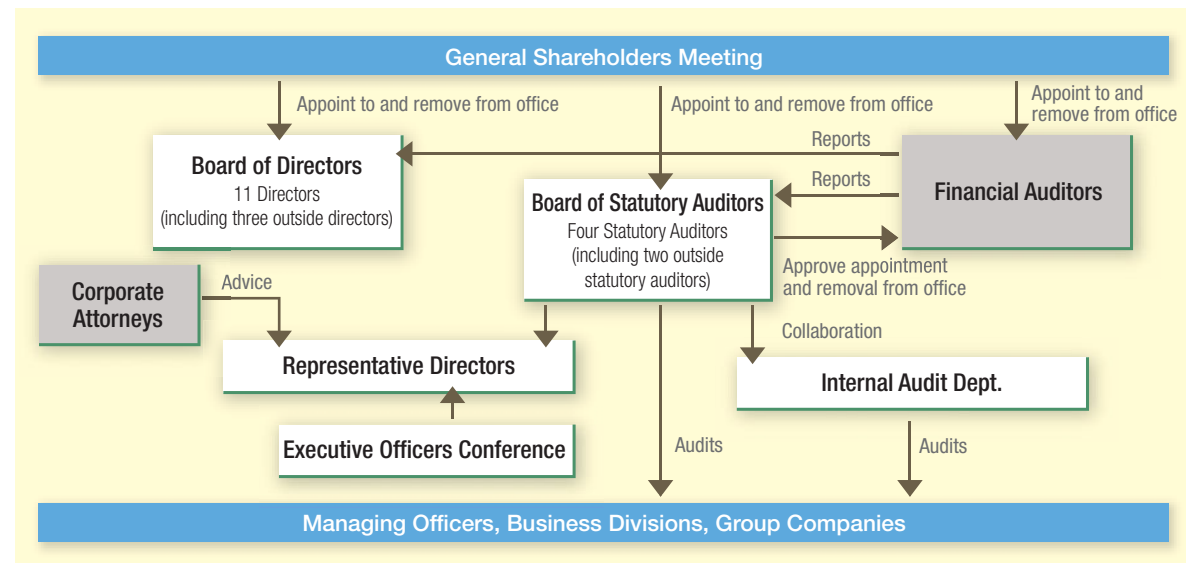 General Shareholders Meeting
Appoint to and remove from office
Appoint to and remove from office
Appoint to and
remove from office
Reports
Board of Directors
11 Directors
(including three outside directors)
Reports
Financial Auditors
Board of Statutory Auditors
Four Statutory Auditors
(including two outside
statutory auditors)
Approve appointment
and removal from office
Corporate
Attorneys
Advice
Collaboration
Representative Directors
Internal Audit Dept.
Executive Officers Conference
Audits
Audits
Managing Officers, Business Divisions, Group Companies